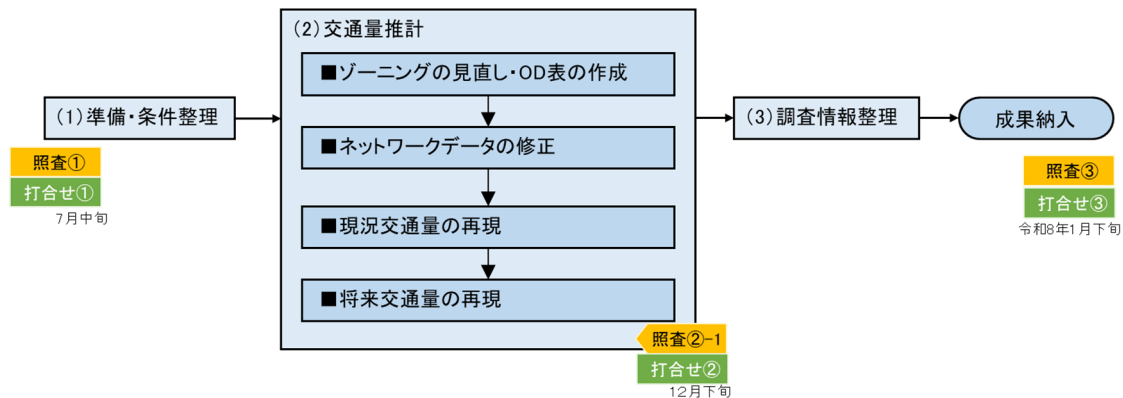 (1)準備・条件整理
照査①
打合せ①
7月中旬
(2)交通量推計
■ゾーニングの見直し・OD表の作成
■ネットワークデータの修正
■現況交通量の再現
■将来交通量の再現
照査②-1
打合せ②
12月下旬
(3)調査情報整理
成果納入
照査③
打合せ③
令和8年1月下旬